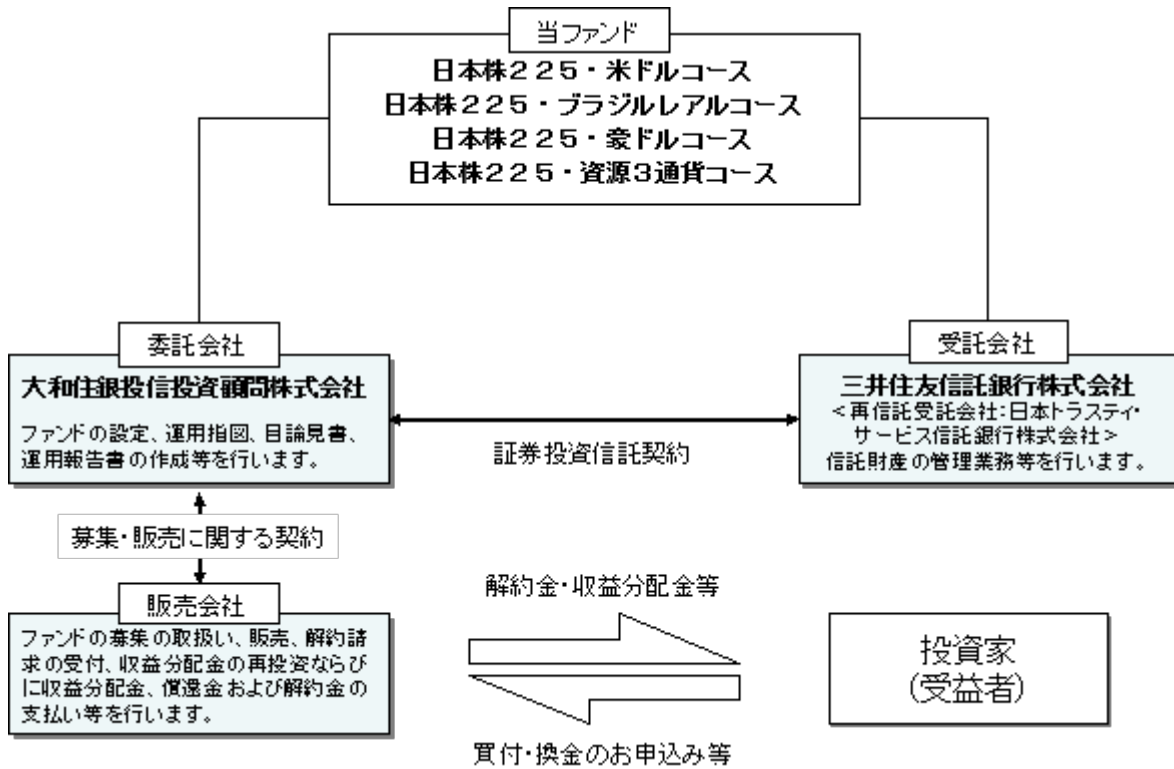 当ファンド
日本株225・米ドルコース
日本株225・ブラジルレアルコース
日本株225・豪ドルコース
日本株225・資源3通貨コース
委託会社
大和住銀投信投資顧問株式会社
ファンドの設定、運用指図、目論見書、
運用報告書の作成等を行います。
受託会社
三井住友信託銀行株式会社
<再信託受託会社:日本トラスティ・
サービス信託銀行株式会社>
信託財産の管理業務等を行います。
証券投資信託契約
募集・販売に関する契約
販売会社
ファンドの募集の取扱い、販売、解約請
求の受付、収益分配金の再投資ならび
に収益分配金、償還金および解約金の
支払い等を行います。
解約金・収益分配金等
買付・換金のお申込み等
投資家
(受益者)